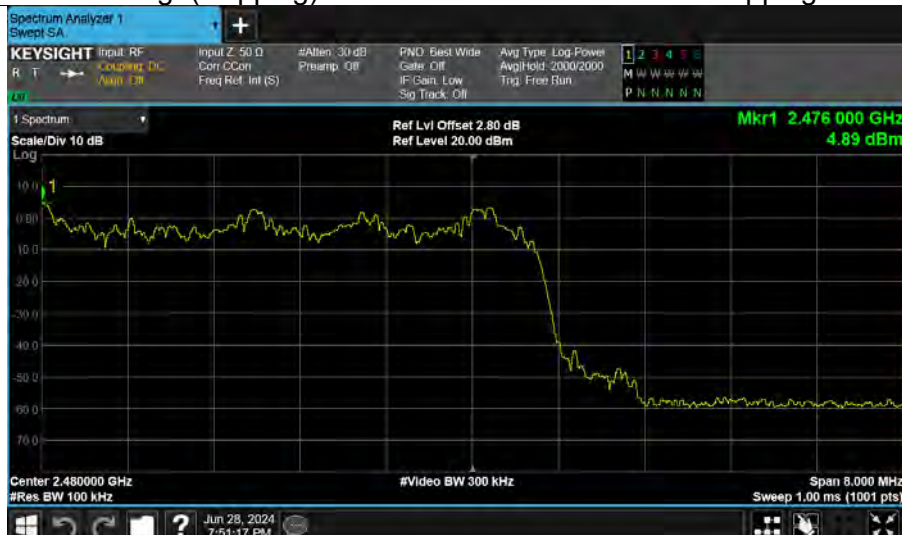 Spectrum Analyzer 1
Swept SA
+
KEYSIGHT Input: RF
R T
Coupling: DC
Align: Off
Input Z: 50 Ω
Corr CCorr
Freq Ref: Int (S)
#Atten: 30 dB
Preamp: Off
PNO: Best Wide
Gate: Off
IF Gain: Low
Sig Track: Off
Avg Type: Log-Power
Avg|Hold: 2000/2000
Trig: Free Run
1 2 3 4 5 6
M W W W W W
P N N N N N
1 Spectrum
Scale/Div 10 dB
Log
Ref Lvl Offset 2.80 dB
Ref Level 20.00 dBm
Mkr1 2.476 000 GHz
4.89 dBm
1
10.0
0.00
-10.0
-20.0
-30.0
-50.0
-60.0
-70.0
Center 2.480000 GHz
#Res BW 100 kHz
#Video BW 300 kHz
Span 8.000 MHz
Sweep 1.00 ms (1001 pts)
?
Jun 28, 2024
7:51:17 PM